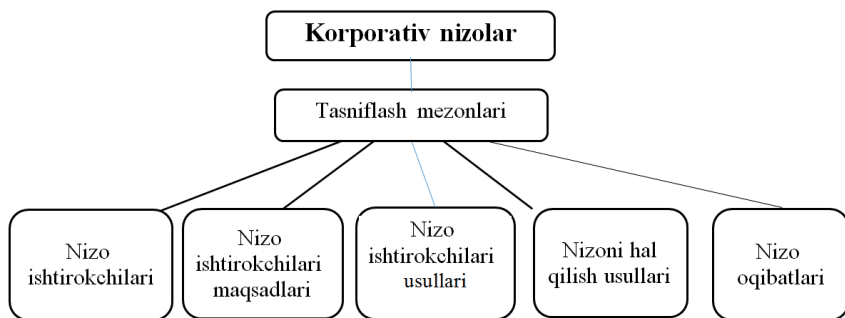 Korporativ nizolar
Tasniflash mezonlari
Nizo
ishtirokchilari
Nizo
ishtirokchilari
maqsadlari
Nizo
ishtirokchilari
usullari
Nizoni hal
qilish usullari
Nizo
oqibatlari